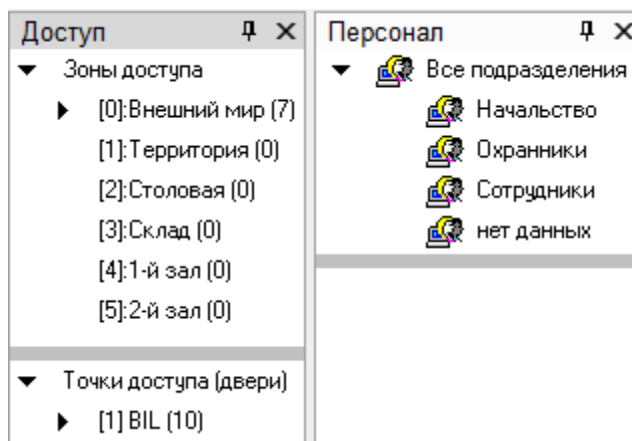 Доступ
Зоны доступа
[0]:Внешний мир (7)
[1]:Территория (0)
[2]:Столовая (0)
[3]:Склад (0)
[4]:1-й зал (0)
[5]:2-й зал (0)
Точки доступа (двери)
[1] BIL (10)
Персонал
Все подразделения
Начальство
Охранники
Сотрудники
нет данных